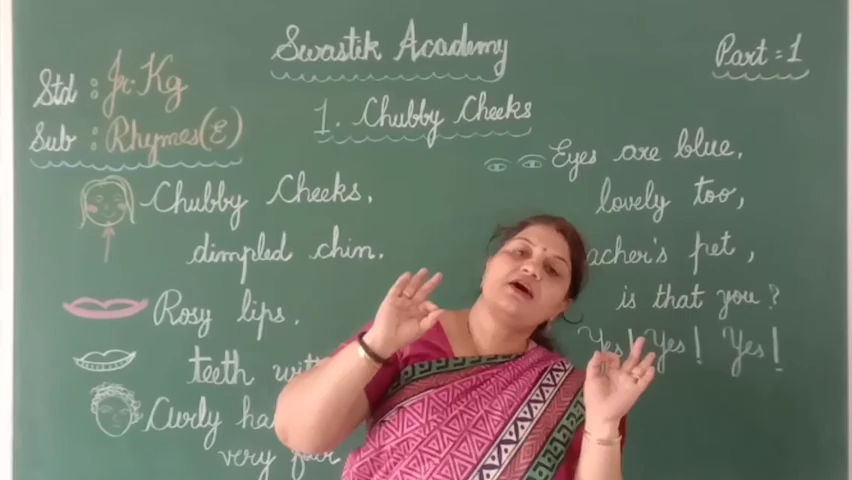 Swastik Academy
Part = 1
Std : Jr. Kg
Sub : Rhymes (E)
1. Chubby Cheeks
Chubby Cheeks,
dimpled chin.
Rosy lips.
teeth
Curly
very
Eyes are blue,
lovely too,
pet,
is that you?
Yes! Yes! Yes!